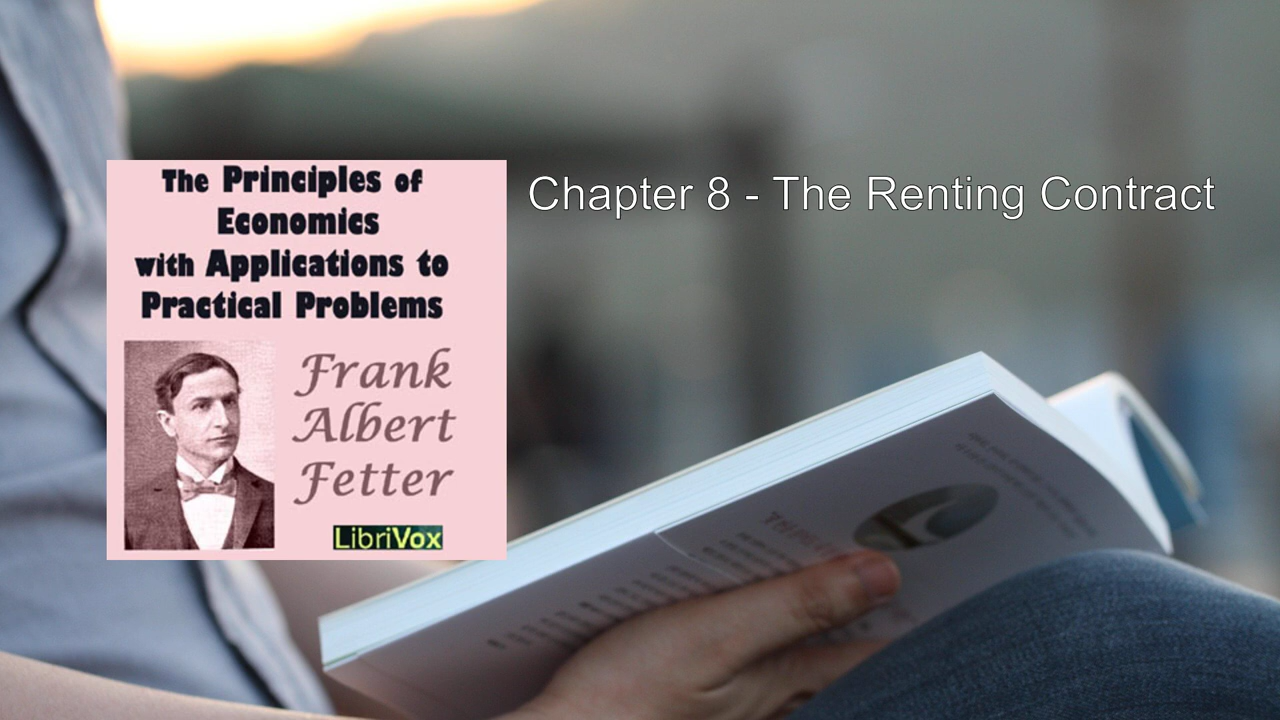 The Principles of
Economics
with Applications to
Practical Problems
Frank
Albert
Fetter
LibriVox
Chapter 8 - The Renting Contract